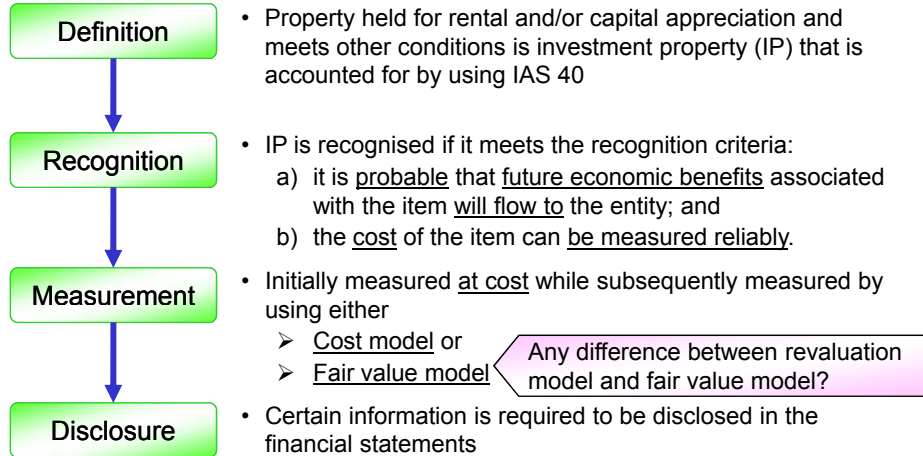 Definition
• Property held for rental and/or capital appreciation and
meets other conditions is investment property (IP) that is
accounted for by using IAS 40
Recognition
• IP is recognised if it meets the recognition criteria:
a) it is probable that future economic benefits associated
with the item will flow to the entity; and
b) the cost of the item can be measured reliably.
Measurement
• Initially measured at cost while subsequently measured by
using either
➢ Cost model or
➢ Fair value model
Any difference between revaluation
model and fair value model?
Disclosure
• Certain information is required to be disclosed in the
financial statements